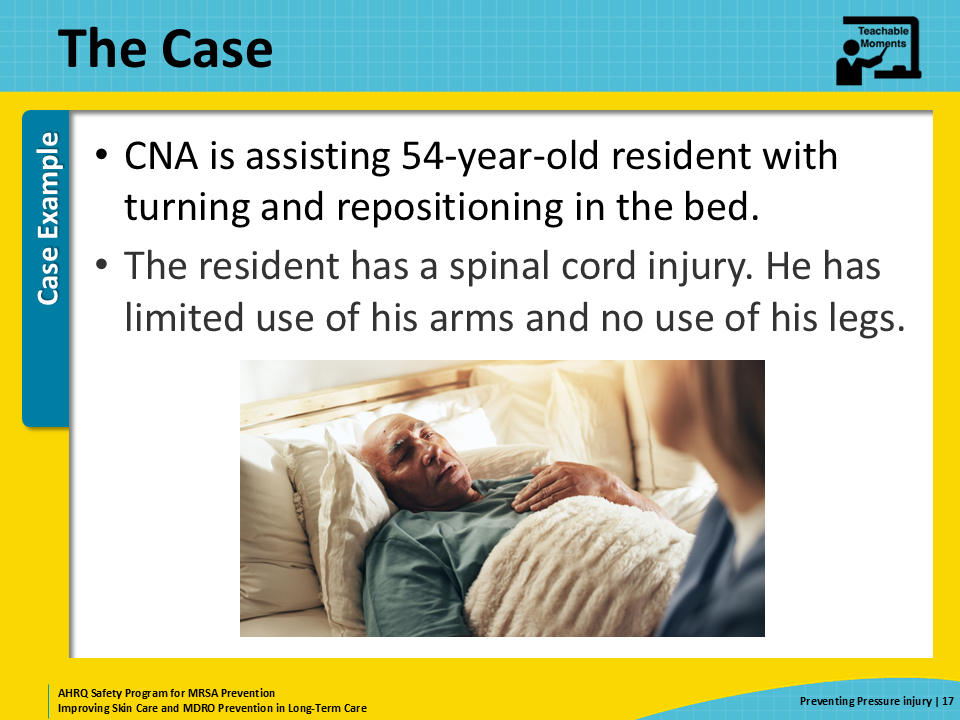 The Case
Teachable
Moments
Case Example
• CNA is assisting 54-year-old resident with
turning and repositioning in the bed.
• The resident has a spinal cord injury. He has
limited use of his arms and no use of his legs.
AHRQ Safety Program for MRSA Prevention
Improving Skin Care and MDRO Prevention in Long-Term Care
Preventing Pressure injury | 17